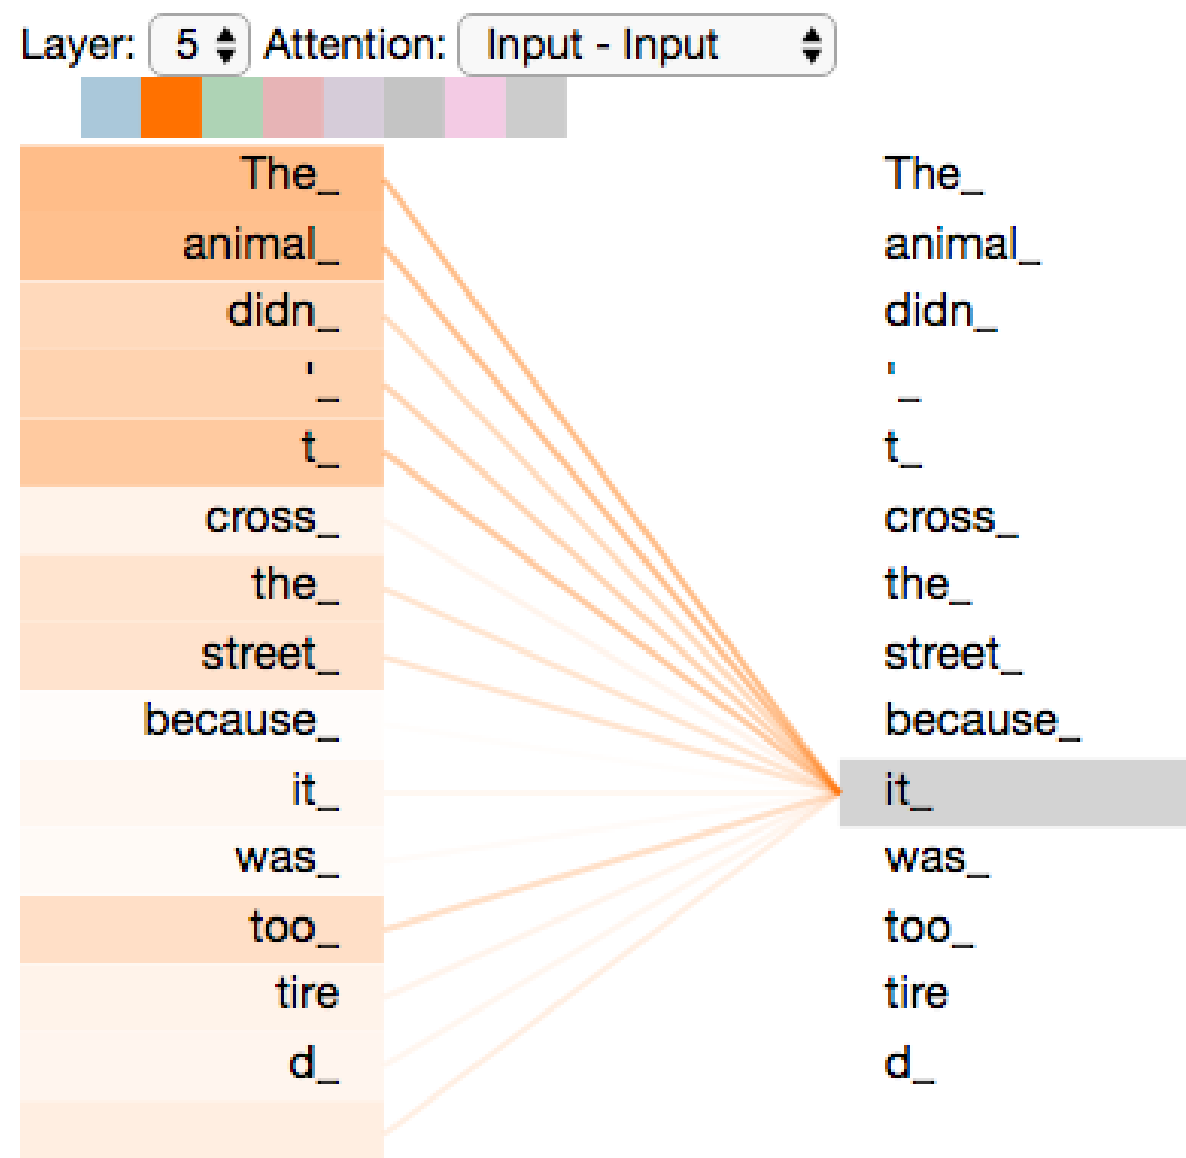 Layer: 5 Attention: Input - Input
The_ The_
animal_ animal_
didn_ didn_
'_ '_
t_ t_
cross_ cross_
the_ the_
street_ street_
because_ because_
it_ it_
was_ was_
too_ too_
tire tire
d_ d_